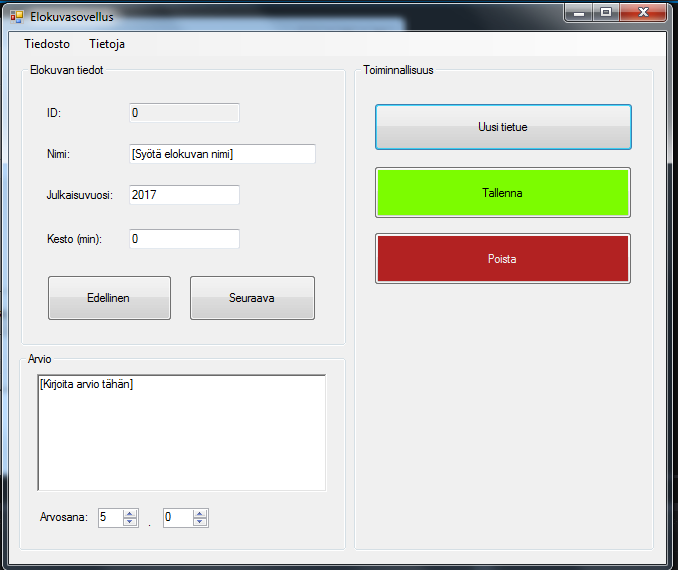 Elokuvasovellus
Tiedosto Tietoja
Elokuvan tiedot
ID: 0
Nimi: [Syötä elokuvan nimi]
Julkaisuvuosi: 2017
Kesto (min): 0
Edellinen Seuraava
Arvio
[Kirjoita arvio tähän]
Arvosana: 5 . 0
Toiminnallisuus
Uusi tietue
Tallenna
Poista